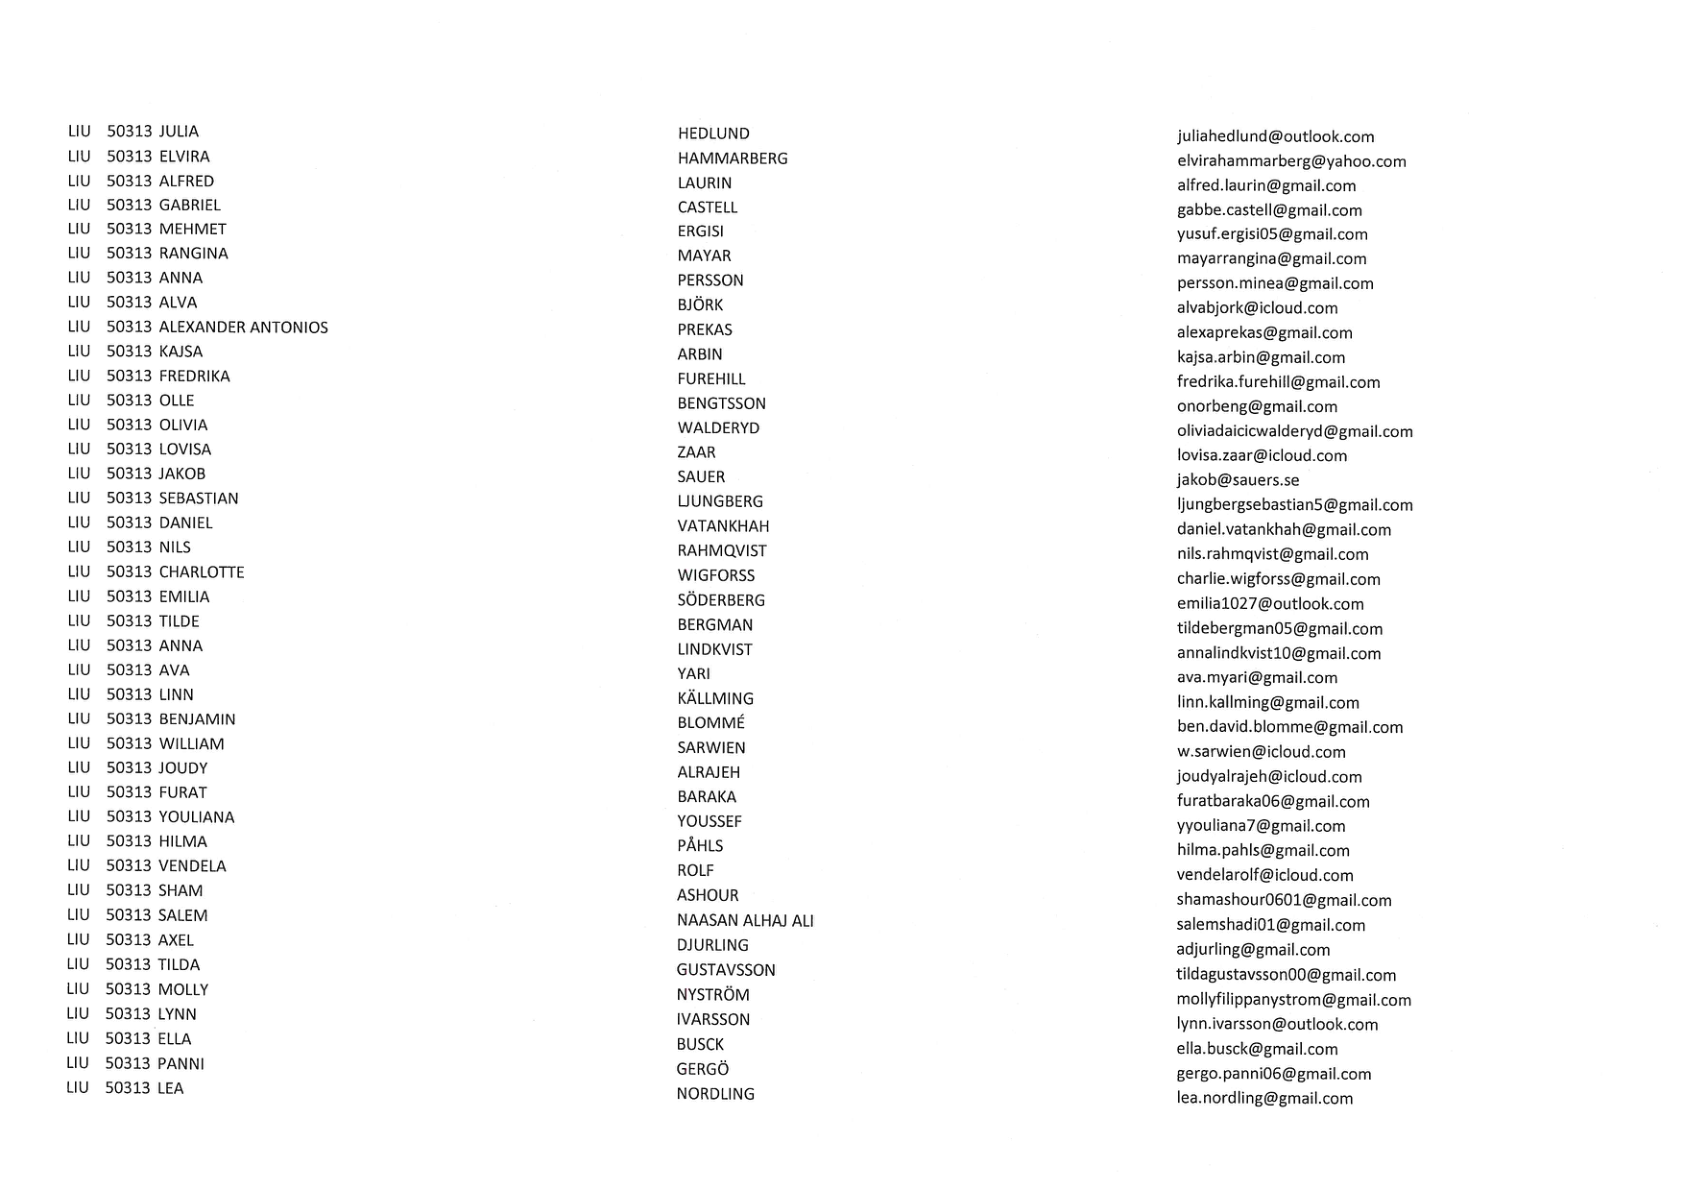 LIU 50313 JULIA HEDLUND juliahedlund@outlook.com
LIU 50313 ELVIRA HAMMARBERG elvirahammarberg@yahoo.com
LIU 50313 ALFRED LAURIN alfred.laurin@gmail.com
LIU 50313 GABRIEL CASTELL gabbe.castell@gmail.com
LIU 50313 MEHMET ERGISI yusuf.ergisi05@gmail.com
LIU 50313 RANGINA MAYAR mayarrangina@gmail.com
LIU 50313 ANNA PERSSON persson.minea@gmail.com
LIU 50313 ALVA BJÖRK alvabjork@icloud.com
LIU 50313 ALEXANDER ANTONIOS PREKAS alexaprekas@gmail.com
LIU 50313 KAJSA ARBIN kajsa.arbin@gmail.com
LIU 50313 FREDRIKA FUREHILL fredrika.furehill@gmail.com
LIU 50313 OLLE BENGTSSON onorbeng@gmail.com
LIU 50313 OLIVIA WALDERYD oliviadaicicwalderyd@gmail.com
LIU 50313 LOVISA ZAAR lovisa.zaar@icloud.com
LIU 50313 JAKOB SAUER jakob@sauers.se
LIU 50313 SEBASTIAN LJUNGBERG ljungbergsebastian5@gmail.com
LIU 50313 DANIEL VATANKHAH daniel.vatankhah@gmail.com
LIU 50313 NILS RAHMQVIST nils.rahmqvist@gmail.com
LIU 50313 CHARLOTTE WIGFORSS charlie.wigforss@gmail.com
LIU 50313 EMILIA SÖDERBERG emilia1027@outlook.com
LIU 50313 TILDE BERGMAN tildebergman05@gmail.com
LIU 50313 ANNA LINDKVIST annalindkvist10@gmail.com
LIU 50313 AVA YARI ava.myari@gmail.com
LIU 50313 LINN KÄLLMING linn.kallming@gmail.com
LIU 50313 BENJAMIN BLOMMÉ ben.david.blomme@gmail.com
LIU 50313 WILLIAM SARWIEN w.sarwien@icloud.com
LIU 50313 JOUDY ALRAJEH joudyalrajeh@icloud.com
LIU 50313 FURAT BARAKA furatbaraka06@gmail.com
LIU 50313 YOULIANA YOUSSEF yyouliana7@gmail.com
LIU 50313 HILMA PÅHLS hilma.pahls@gmail.com
LIU 50313 VENDELA ROLF vendelarolf@icloud.com
LIU 50313 SHAM ASHOUR shamashour0601@gmail.com
LIU 50313 SALEM NAASAN ALHAJ ALI salemshadi01@gmail.com
LIU 50313 AXEL DJURLING adjurling@gmail.com
LIU 50313 TILDA GUSTAVSSON tildagustavsson00@gmail.com
LIU 50313 MOLLY NYSTRÖM mollyfilippanystrom@gmail.com
LIU 50313 LYNN IVARSSON lynn.ivarsson@outlook.com
LIU 50313 ELLA BUSCK ella.busck@gmail.com
LIU 50313 PANNI GERGÖ gergo.panni06@gmail.com
LIU 50313 LEA NORDLING lea.nordling@gmail.com